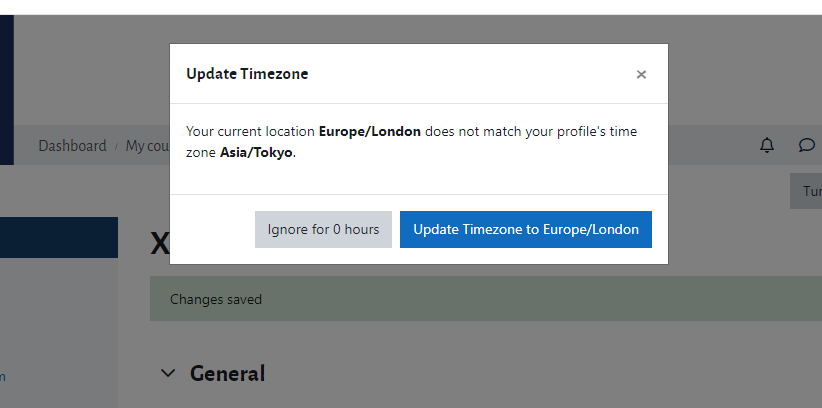 Update Timezone
×
Your current location Europe/London does not match your profile's time
zone Asia/Tokyo.
Ignore for 0 hours
Update Timezone to Europe/London
Dashboard / My cou
Tur
X
Changes saved
General
m